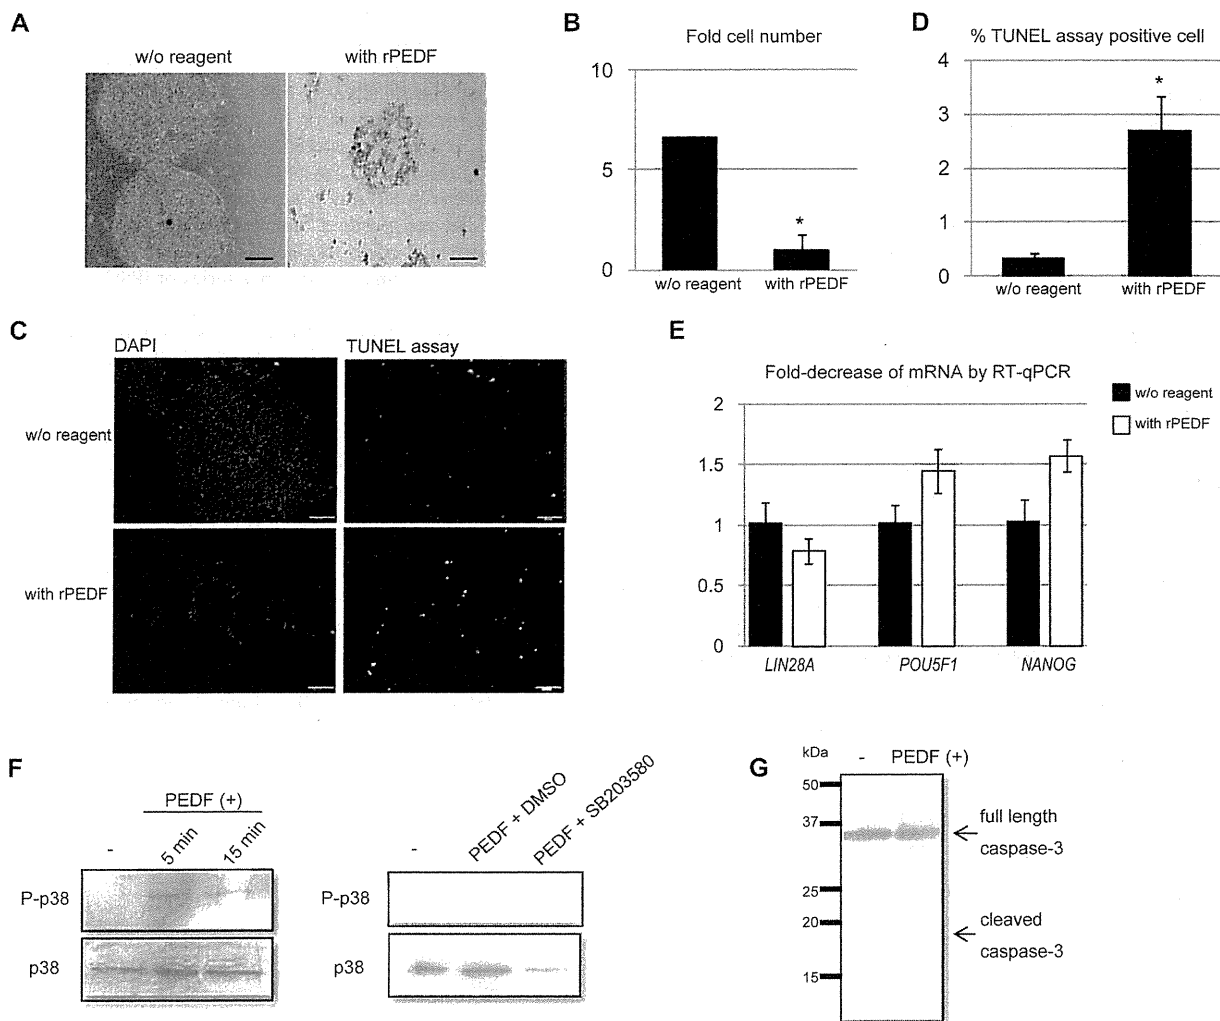 A
w/o reagent
with rPEDF
B
Fold cell number
10
5
0
*
w/o reagent
with rPEDF
D
% TUNEL assay positive cell
4
3
2
1
0
*
w/o reagent
with rPEDF
C
DAPI
TUNEL assay
w/o reagent
with rPEDF
E
Fold-decrease of mRNA by RT-qPCR
w/o reagent
with rPEDF
2
1.5
1
0.5
0
LIN28A
POU5F1
NANOG
F
PEDF (+)
-
5 min
15 min
P-p38
p38
-
PEDF + DMSO
PEDF + SB203580
P-p38
p38
G
kDa
-
PEDF (+)
50
37
25
20
15
full length
caspase-3
cleaved
caspase-3